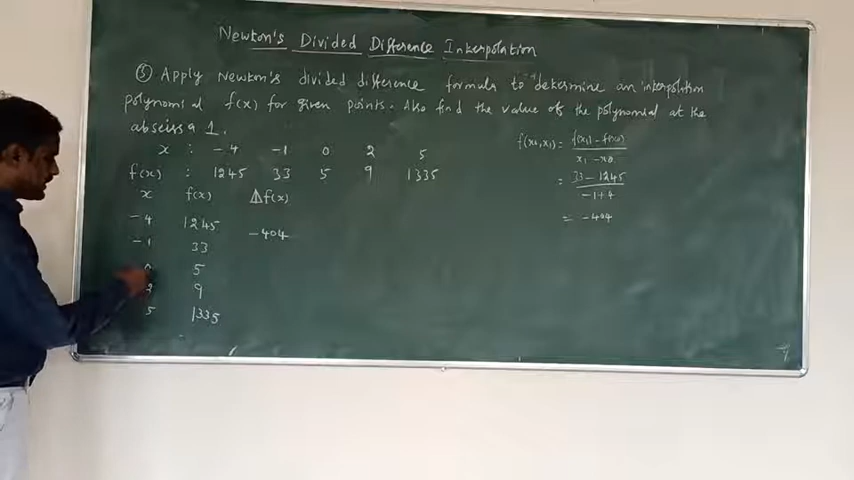 Newton's Divided Difference Interpolation
③ Apply Newton's divided difference formula to determine an interpolation
polynomial f(x) for given points. Also find the value of the polynomial at the
abscissa 1.
x : -4 -1 0 2 5
f(x) : 1245 33 5 9 1335
x f(x) ⧍f(x)
-4 1245
-404
-1 33
0 5
2 9
5 1335
f(x₀,x₁) = f(x₁) - f(x₀) / x₁ - x₀
= 33 - 1245 / -1+4
= -404